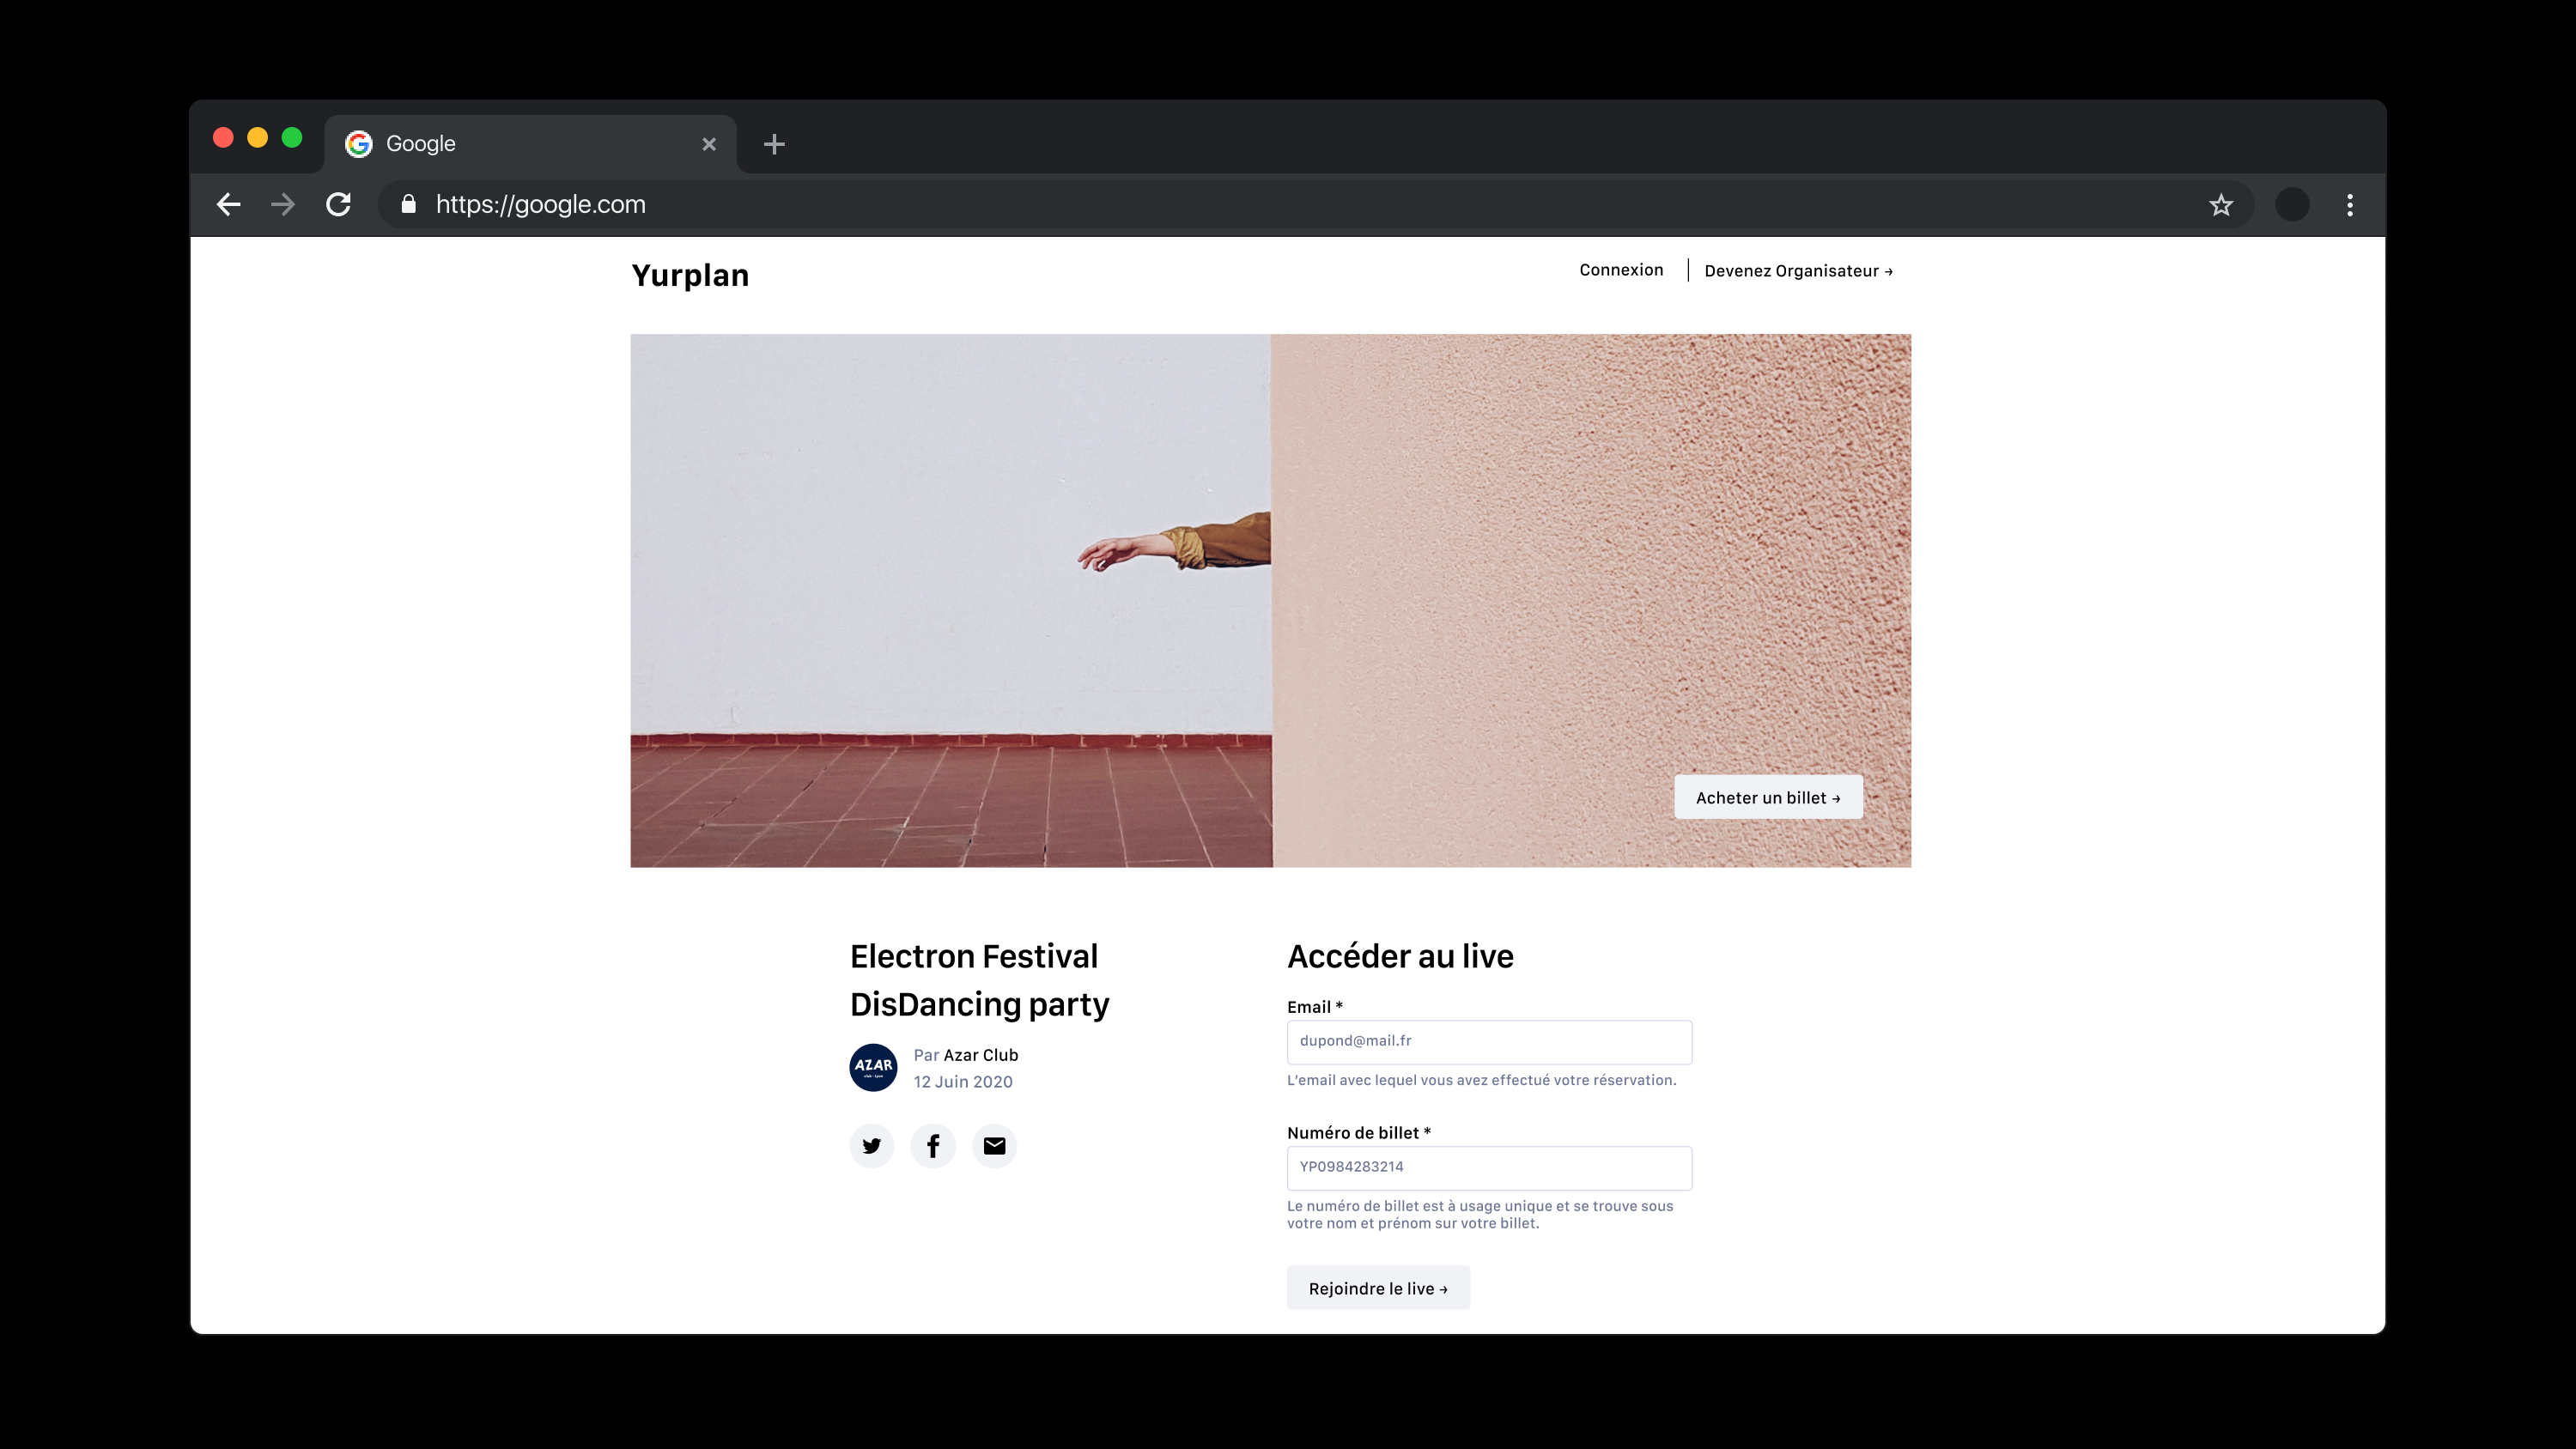 Google
https://google.com
Yurplan
Connexion
Devenez Organisateur →
Acheter un billet →
Electron Festival
DisDancing party
AZAR
Par Azar Club
12 Juin 2020
Accéder au live
Email *
dupond@mail.fr
L'email avec lequel vous avez effectué votre réservation.
Numéro de billet *
YP0984283214
Le numéro de billet est à usage unique et se trouve sous
votre nom et prénom sur votre billet.
Rejoindre le live →